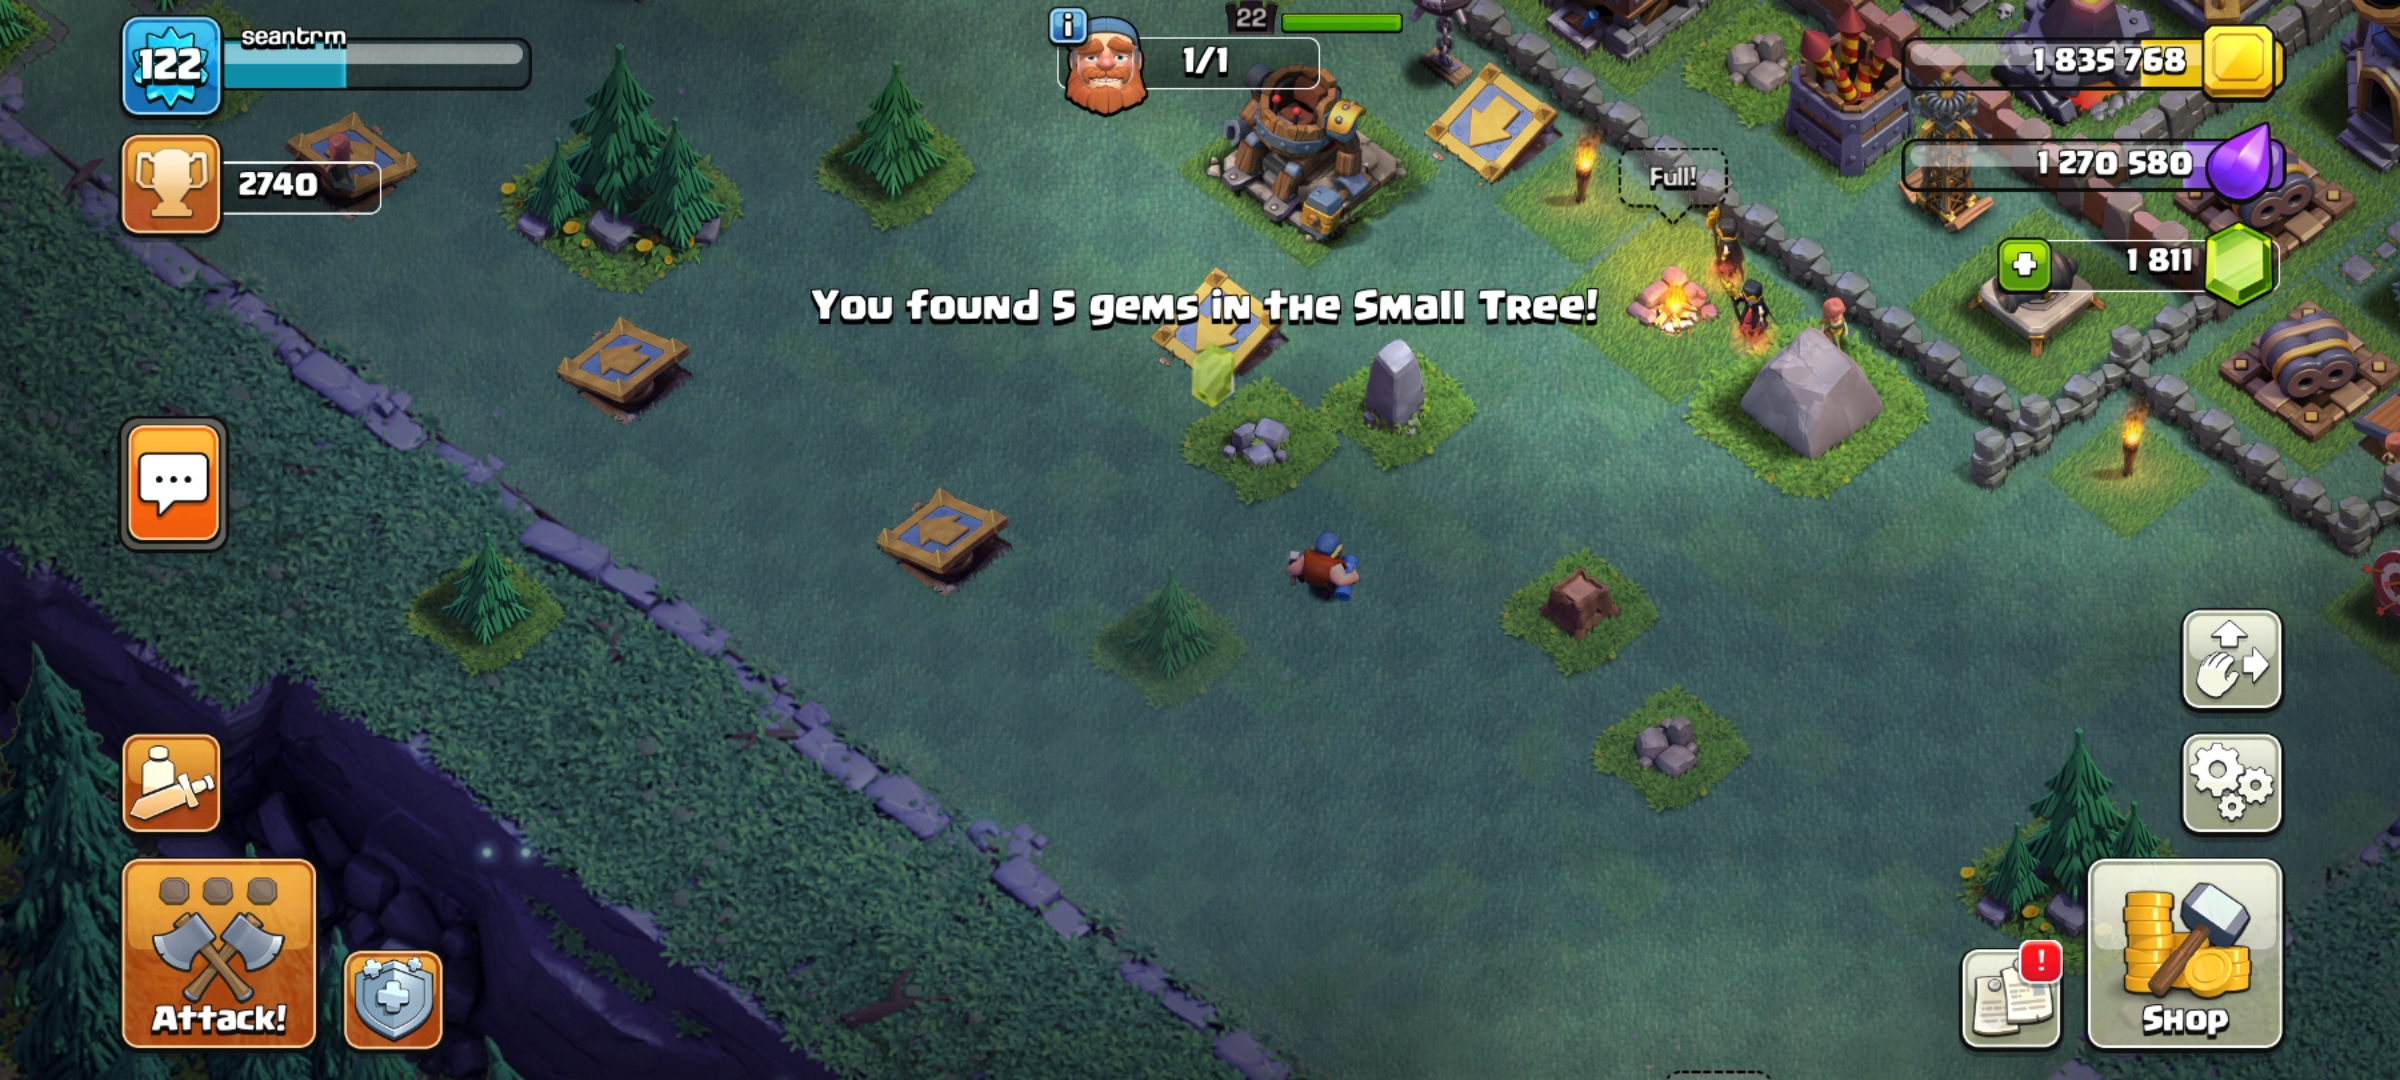 122
seantrm
2740
i
1/1
22
1 835 768
1 270 580
1 811
Full!
You found 5 gems in the Small Tree!
Attack!
!
Shop